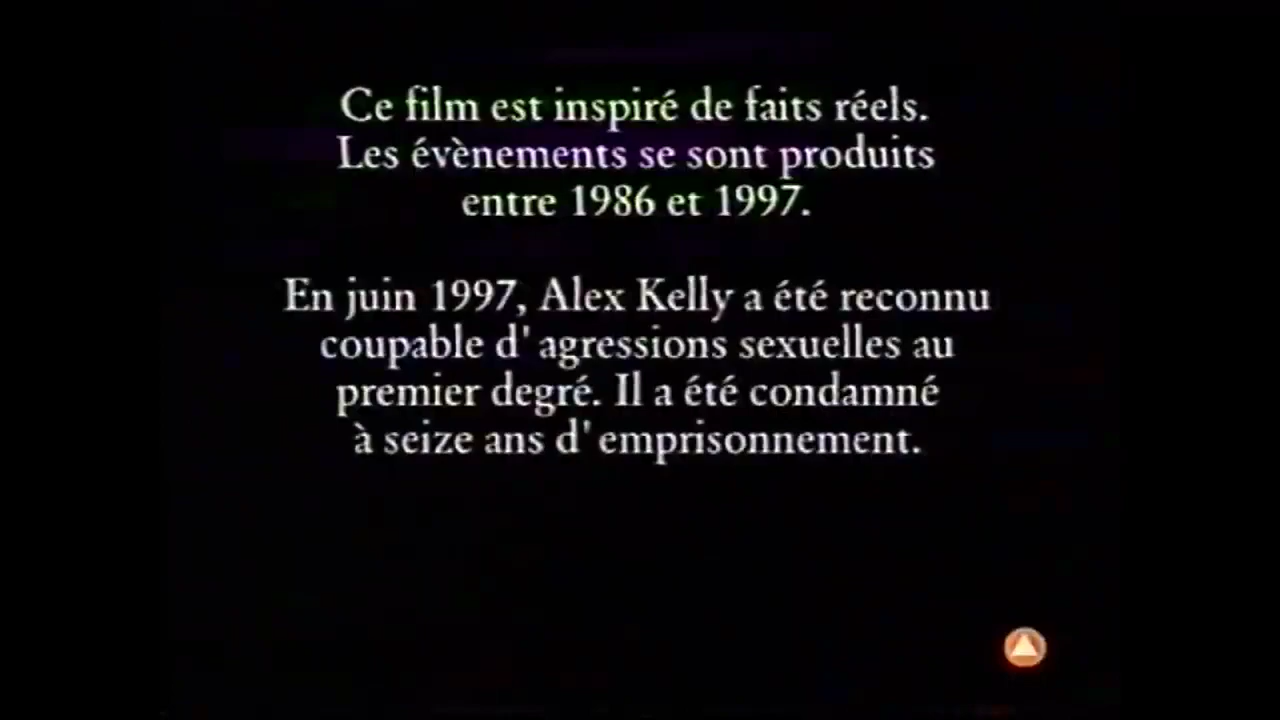 Ce film est inspiré de faits réels.
Les évènements se sont produits
entre 1986 et 1997.
En juin 1997, Alex Kelly a été reconnu
coupable d' agressions sexuelles au
premier degré. Il a été condamné
à seize ans d' emprisonnement.